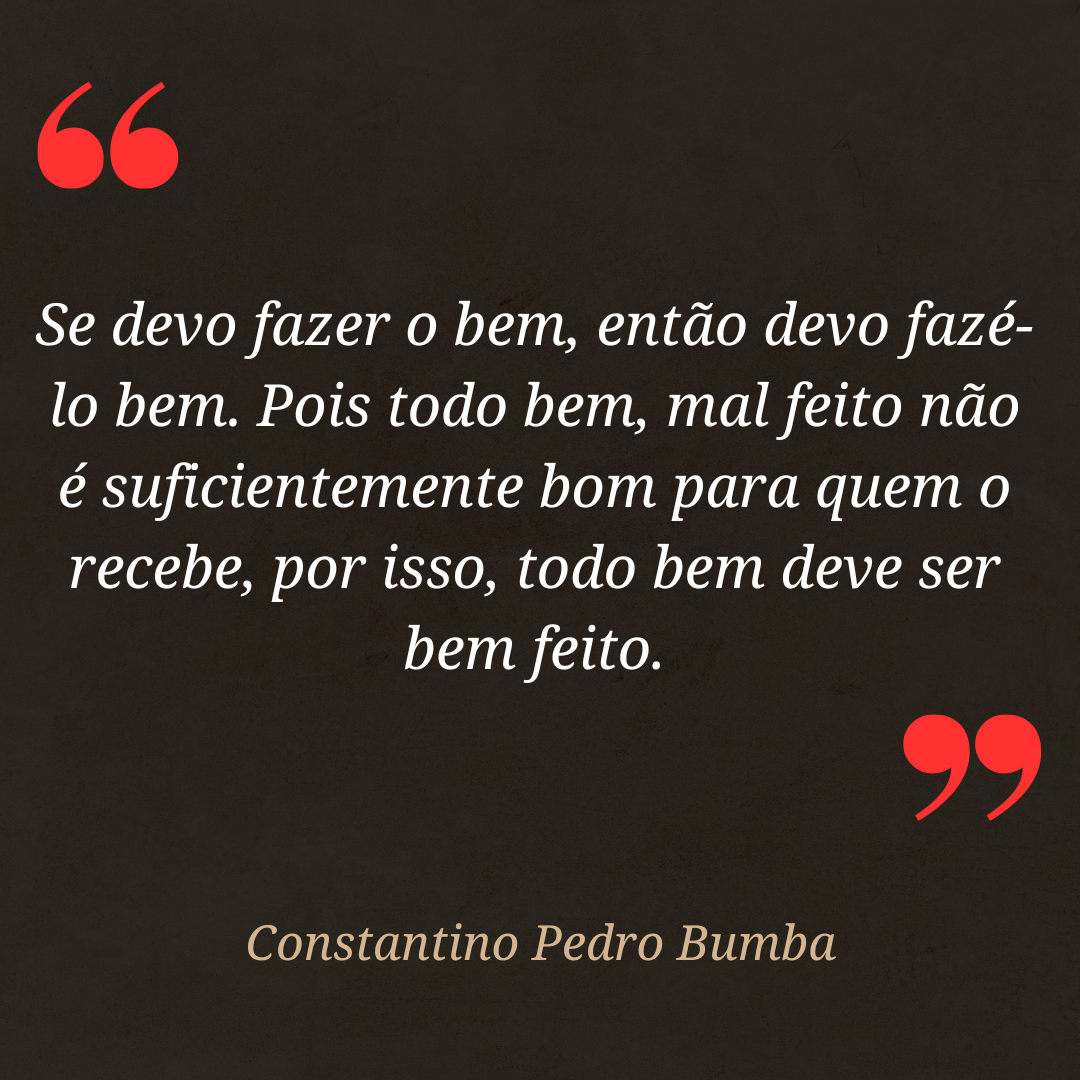 “
Se devo fazer o bem, então devo fazé-
lo bem. Pois todo bem, mal feito não
é suficientemente bom para quem o
recebe, por isso, todo bem deve ser
bem feito.
”
Constantino Pedro Bumba